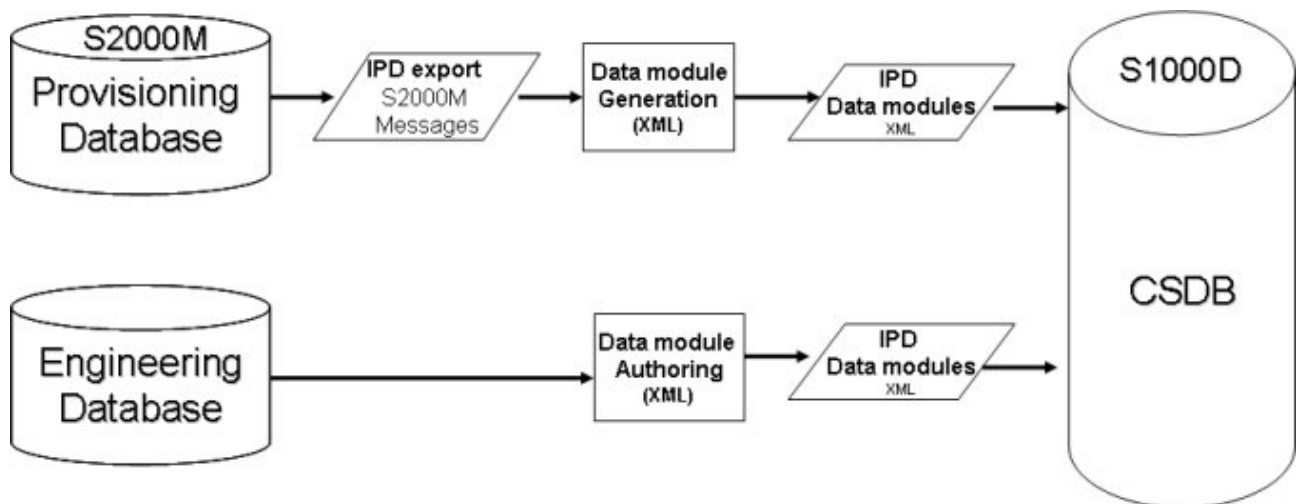 S2000M
Provisioning
Database
IPD export
S2000M
Messages
Data module
Generation
(XML)
IPD
Data modules
XML
S1000D
CSDB
Engineering
Database
Data module
Authoring
(XML)
IPD
Data modules
XML